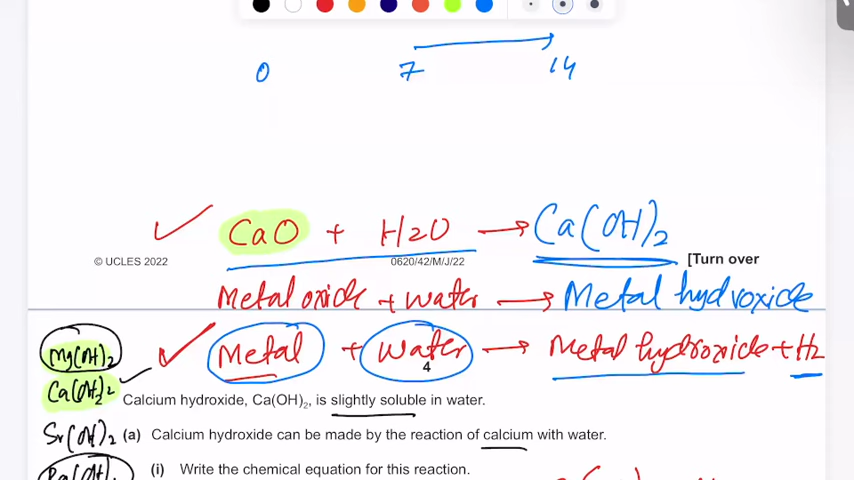 0 7 14
CaO + H2O → Ca(OH)2
© UCLES 2022 0620/42/M/J/22 [Turn over
Metal oxide + water → Metal hydroxide
Mg(OH)2 Metal + Water → Metal hydroxide + H2
4
Ca(OH)2
Calcium hydroxide, Ca(OH)2, is slightly soluble in water.
Sr(OH)2 (a) Calcium hydroxide can be made by the reaction of calcium with water.
(i) Write the chemical equation for this reaction.